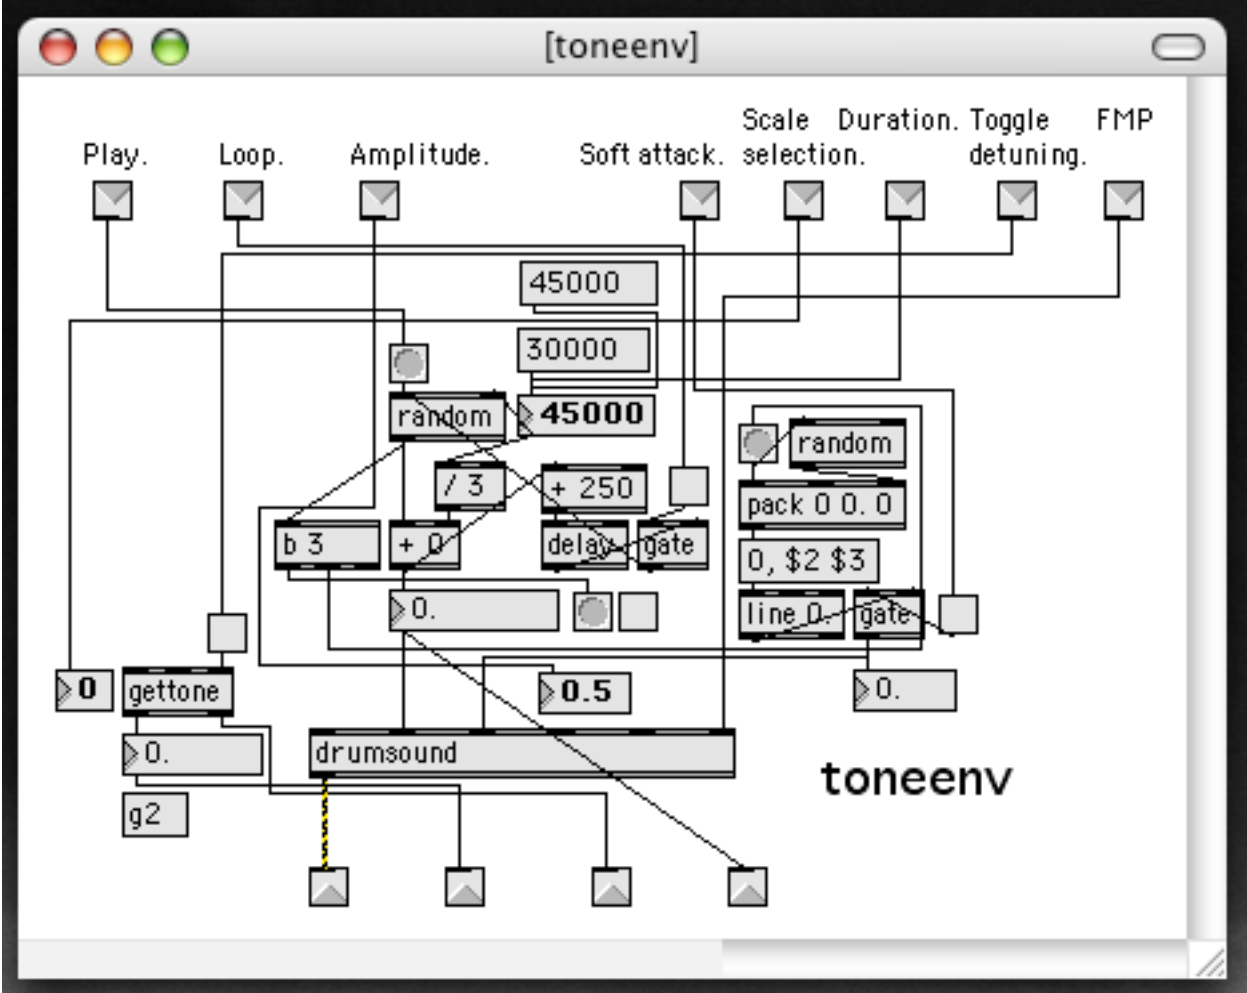 [toneenv]
Scale Duration. Toggle FMP
Play. Loop. Amplitude. Soft attack. selection. detuning.
45000
30000
random 45000
random
/ 3 + 250
pack 0 0. 0
b 3 + 0 delay gate
0, $2 $3
0. line 0. gate
0 gettone 0.5 0.
0. drumsound
toneenv
g2